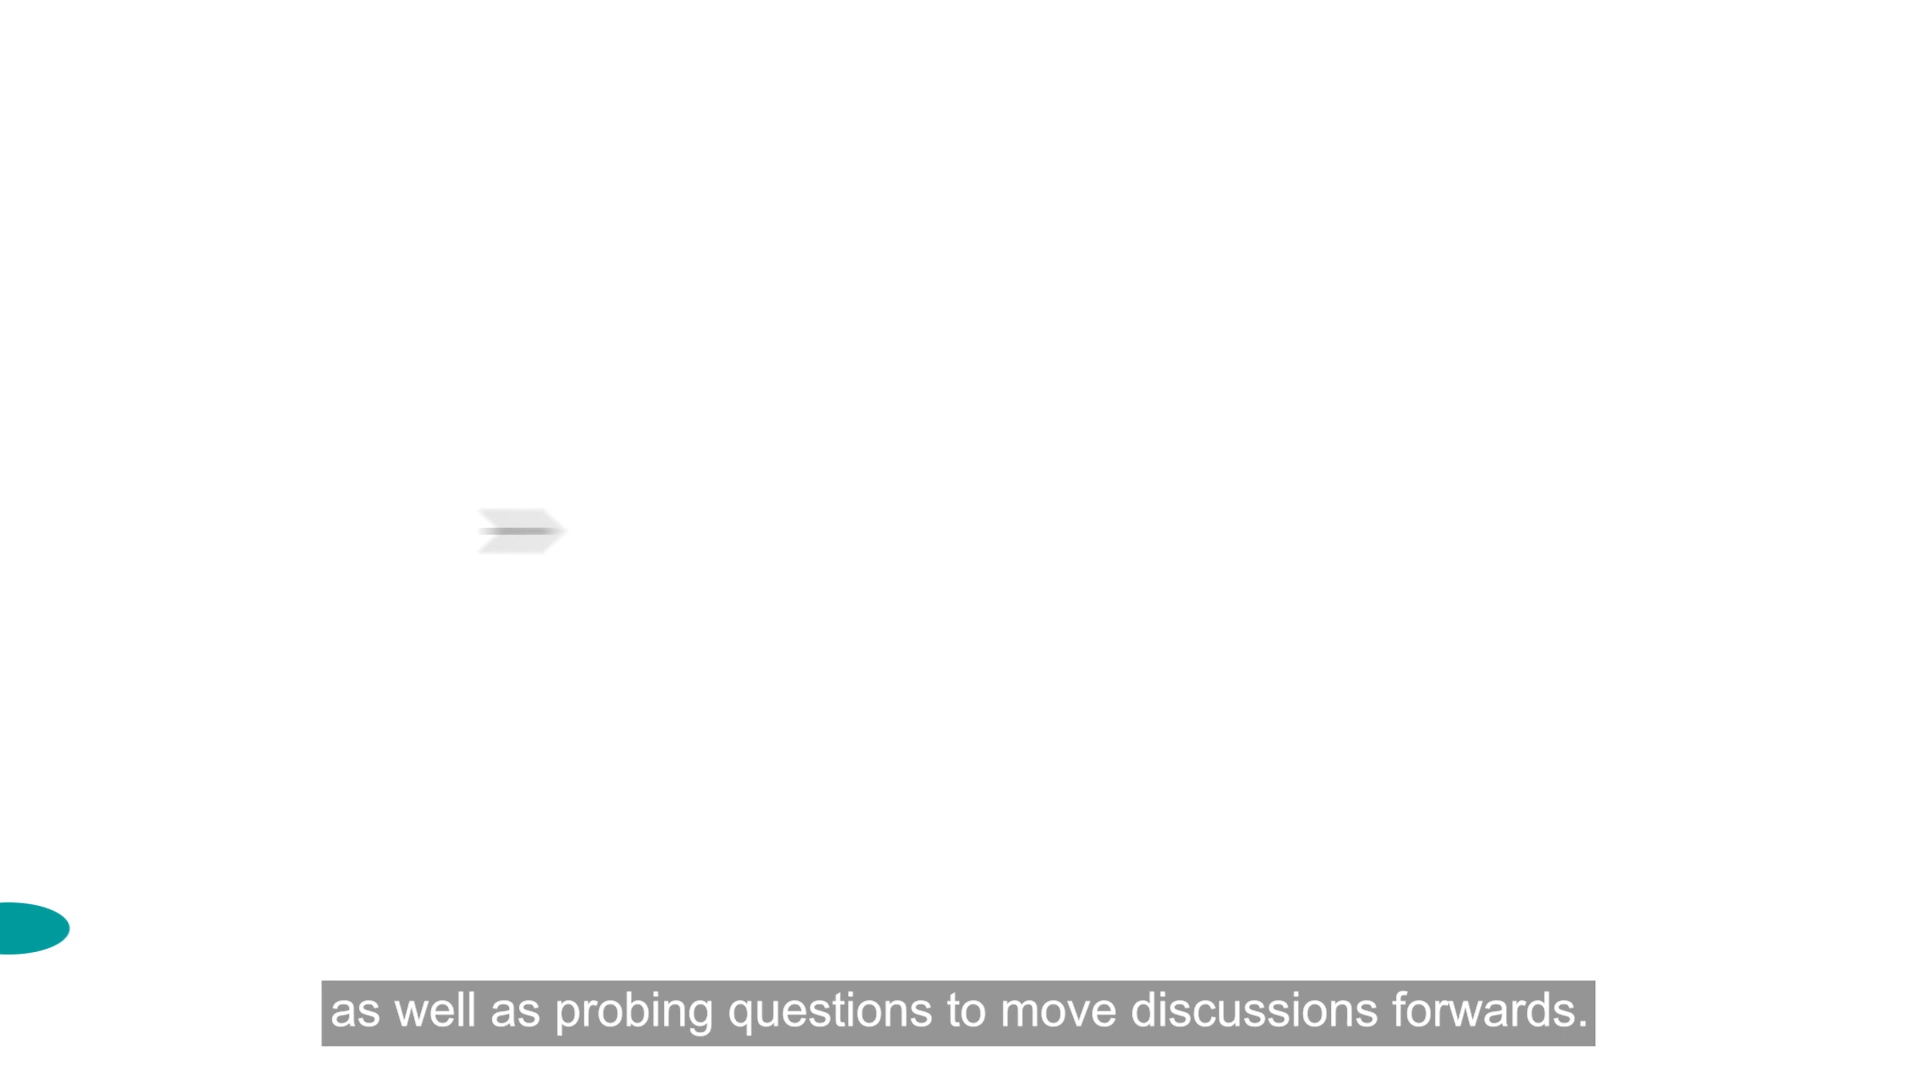 as well as probing questions to move discussions forwards.